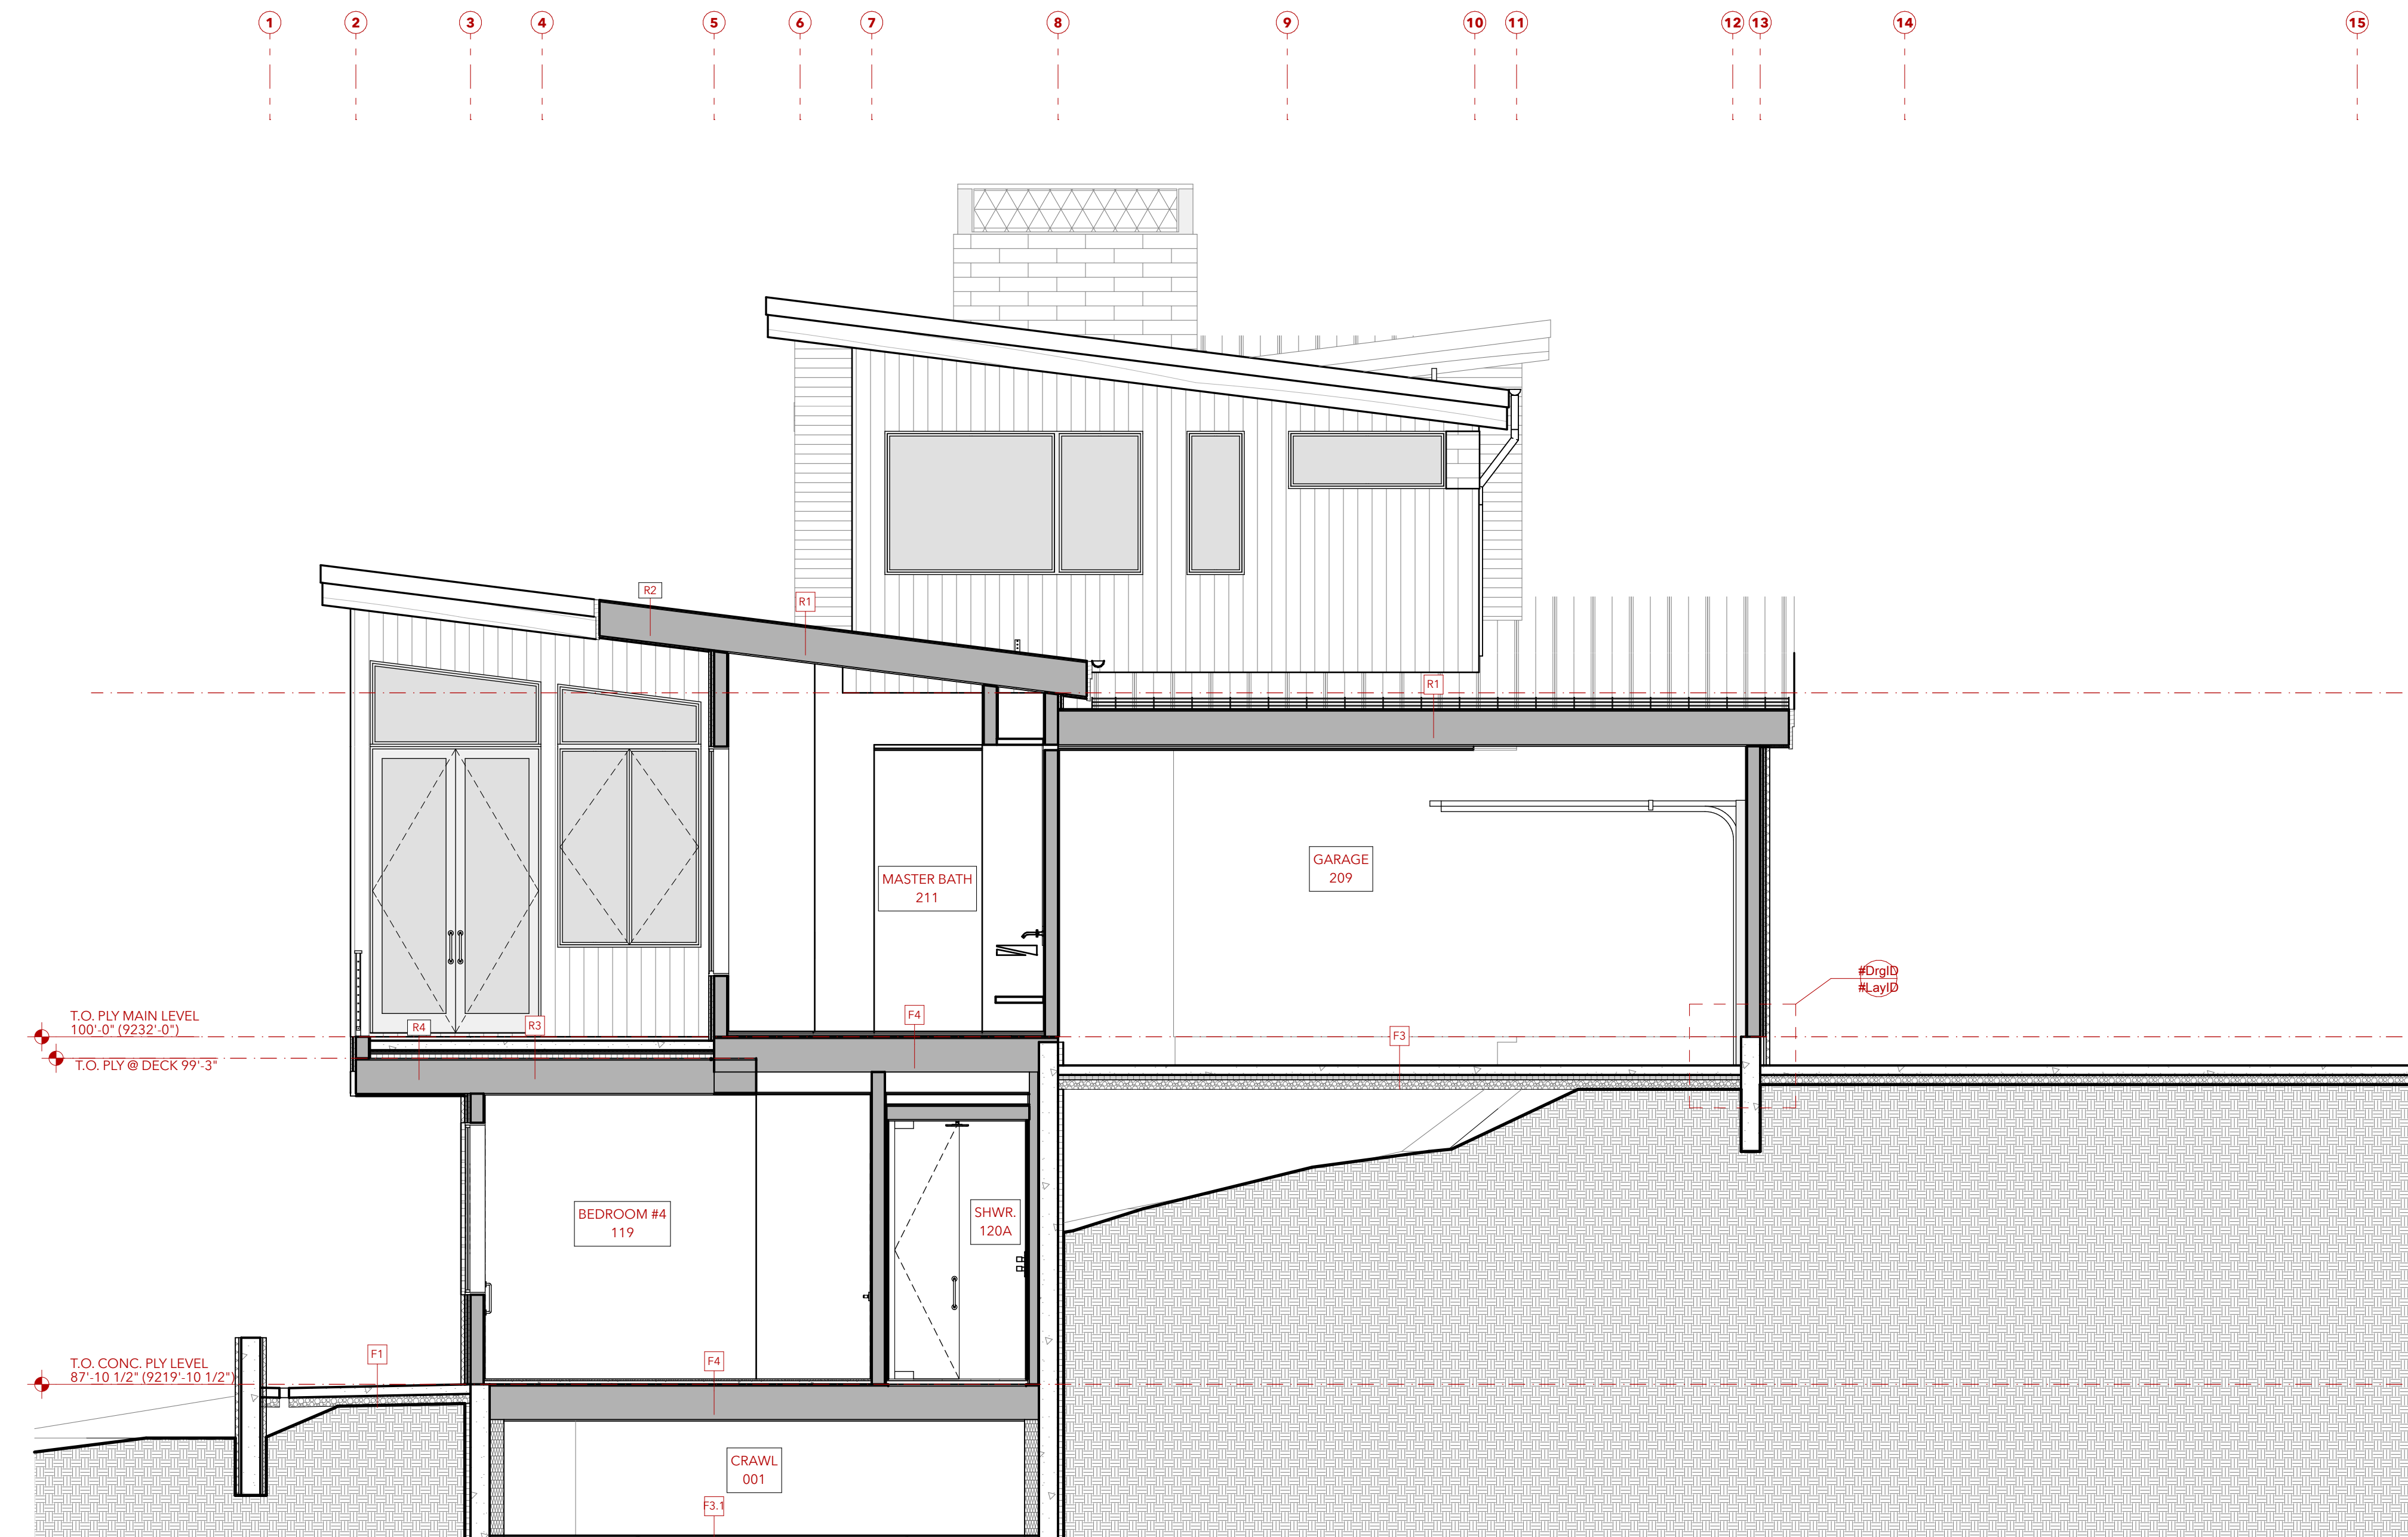 1 2 3 4 5 6 7 8 9 10 11 12 13 14 15
R2
R1
R1
MASTER BATH
211
GARAGE
209
#DrgID
#LayID
T.O. PLY MAIN LEVEL
100'-0" (9232'-0")
T.O. PLY @ DECK 99'-3"
R4
R3
F4
F3
BEDROOM #4
119
SHWR.
120A
T.O. CONC. PLY LEVEL
87'-10 1/2" (9219'-10 1/2")
F1
F4
CRAWL
001
F3.1